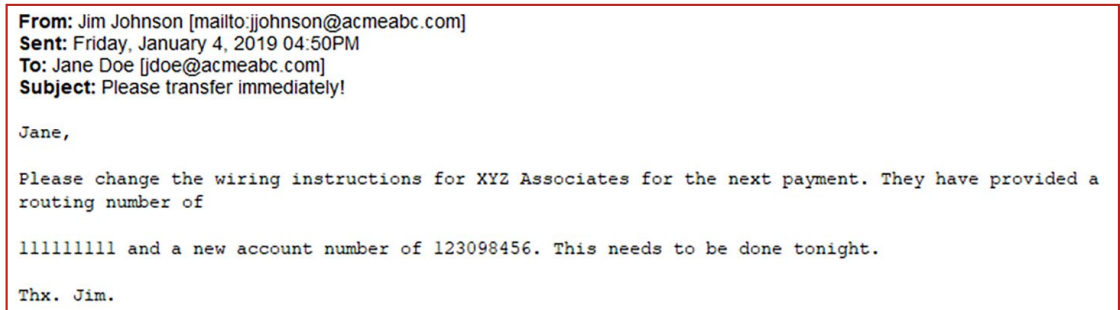 From: Jim Johnson [mailto:jjohnson@acmeabc.com]
Sent: Friday, January 4, 2019 04:50PM
To: Jane Doe [jdoe@acmeabc.com]
Subject: Please transfer immediately!
Jane,
Please change the wiring instructions for XYZ Associates for the next payment. They have provided a
routing number of
111111111 and a new account number of 123098456. This needs to be done tonight.
Thx. Jim.